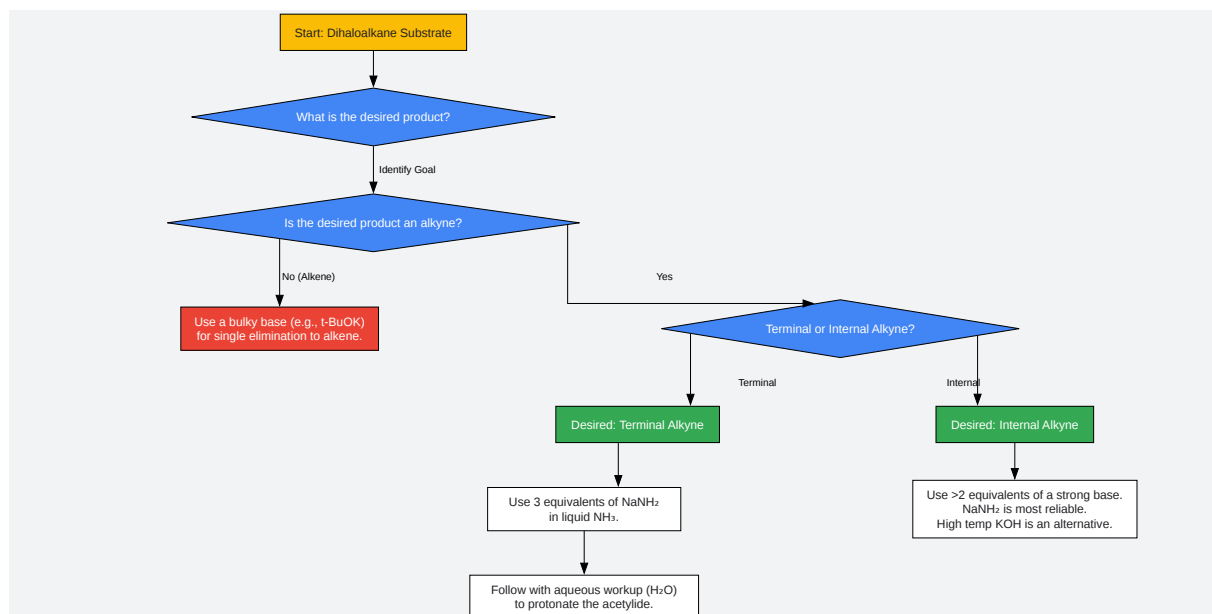 Start: Dihaloalkane Substrate
What is the desired product?
Identify Goal
Is the desired product an alkyne?
No (Alkene)
Yes
Use a bulky base (e.g., t-BuOK)
for single elimination to alkene.
Terminal or Internal Alkyne?
Terminal
Internal
Desired: Terminal Alkyne
Desired: Internal Alkyne
Use 3 equivalents of NaNH₂
in liquid NH₃.
Use >2 equivalents of a strong base.
NaNH₂ is most reliable.
High temp KOH is an alternative.
Follow with aqueous workup (H₂O)
to protonate the acetylide.